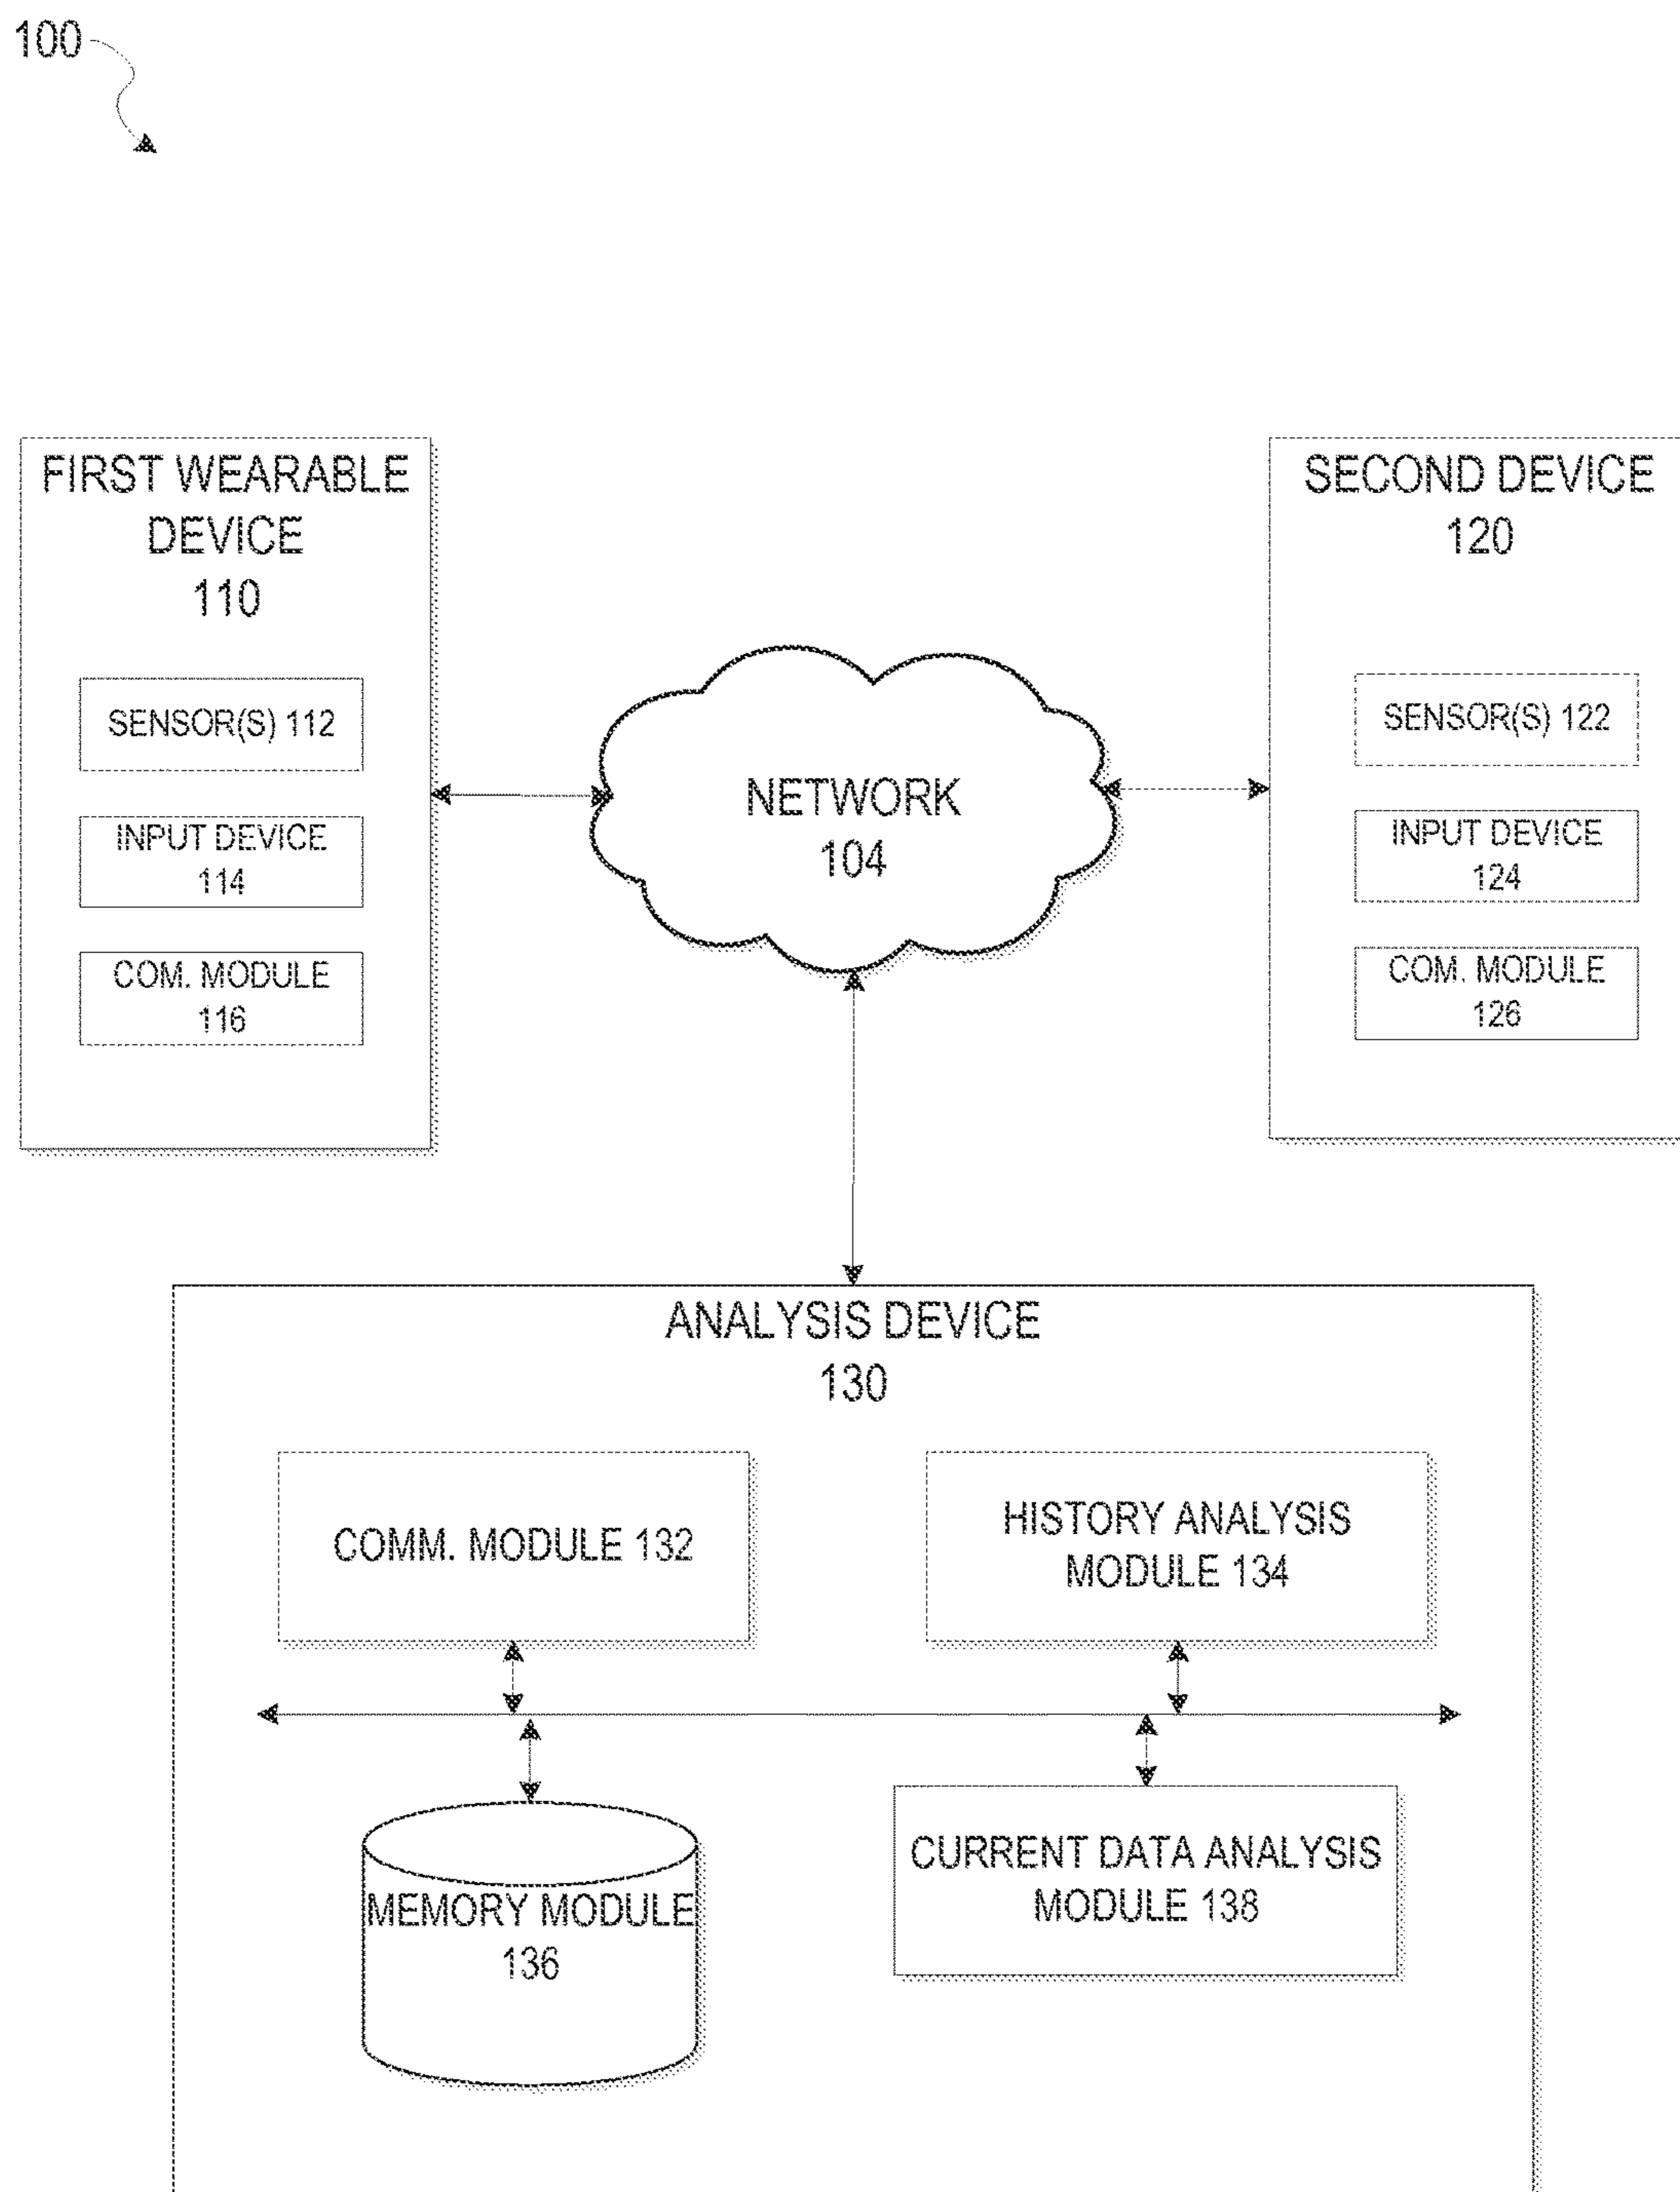 100
FIRST WEARABLE
DEVICE
110
SENSOR(S) 112
INPUT DEVICE
114
COM. MODULE
116
NETWORK
104
SECOND DEVICE
120
SENSOR(S) 122
INPUT DEVICE
124
COM. MODULE
126
ANALYSIS DEVICE
130
COMM. MODULE 132
HISTORY ANALYSIS
MODULE 134
MEMORY MODULE
136
CURRENT DATA ANALYSIS
MODULE 138